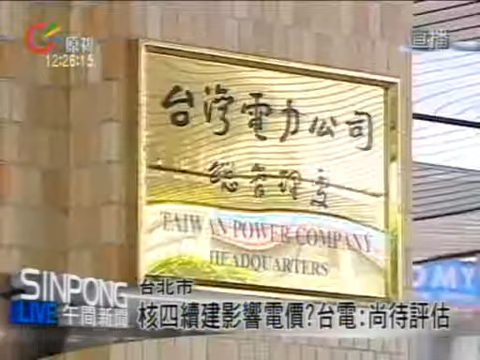 原視
直播
12:26:15
台灣電力公司
總管理處
TAIWAN POWER COMPANY
HEADQUARTERS
SINPONG
LIVE 午間新聞
台北市
核四續建影響電價?台電:尚待評估